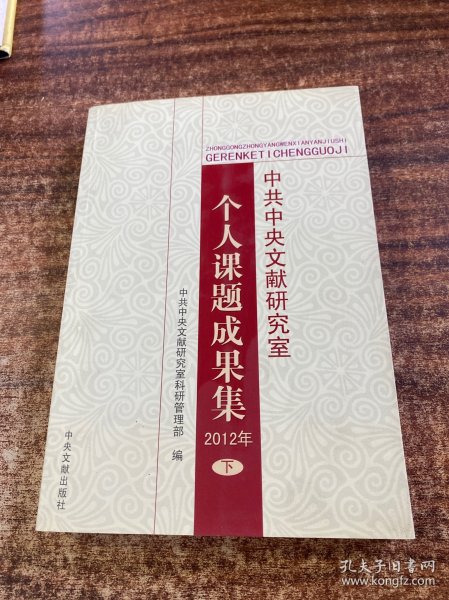 ZHONGGONGZHONGYANGWENXIANYANJIUSHI
GERENKETICHENGGUOJI
中共中央文献研究室
个人课题成果集
2012年
下
中共中央文献研究室科研管理部 编
中央文献出版社
孔夫子旧书网
www.kongfz.com